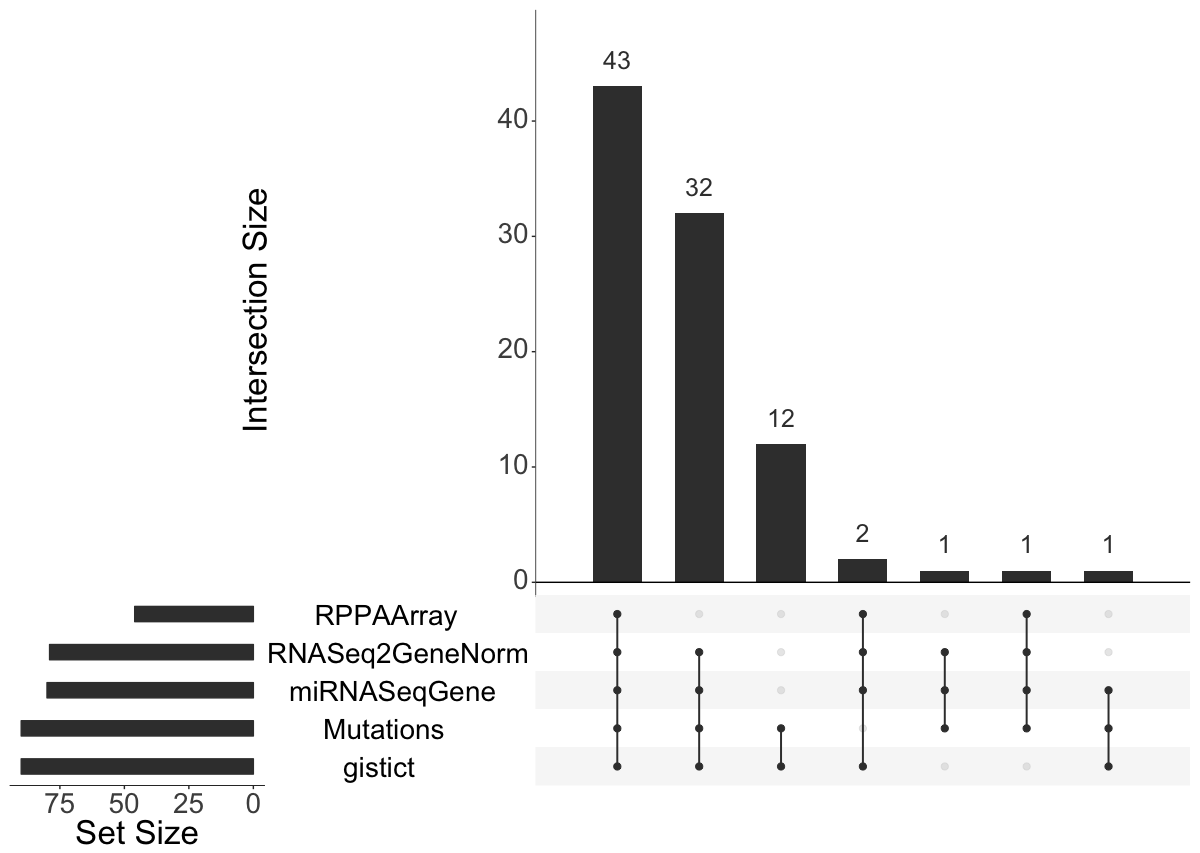 43
32
12
2
1
1
1
40
30
20
10
0
Intersection Size
RPPAArray
RNASeq2GeneNorm
miRNASeqGene
Mutations
gistict
75 50 25 0
Set Size